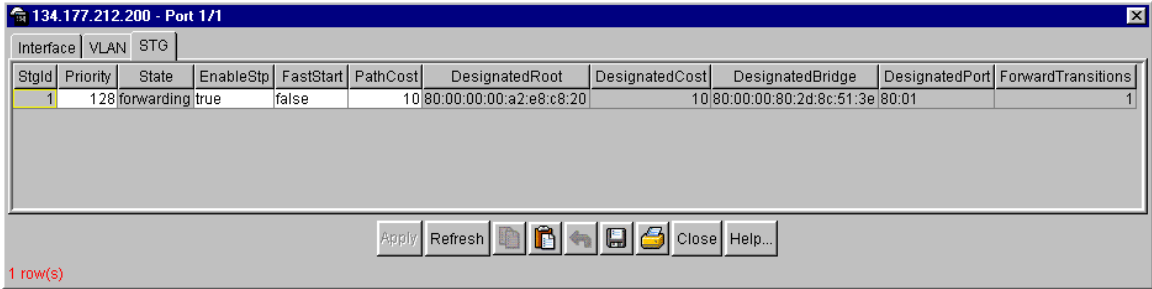 134.177.212.200 - Port 1/1
Interface VLAN STG
StgId Priority State EnableStp FastStart PathCost DesignatedRoot DesignatedCost DesignatedBridge DesignatedPort ForwardTransitions
1 128 forwarding true false 10 80:00:00:00:a2:e8:c8:20 10 80:00:00:80:2d:8c:51:3e 80:01 1
Apply Refresh Close Help...
1 row(s)